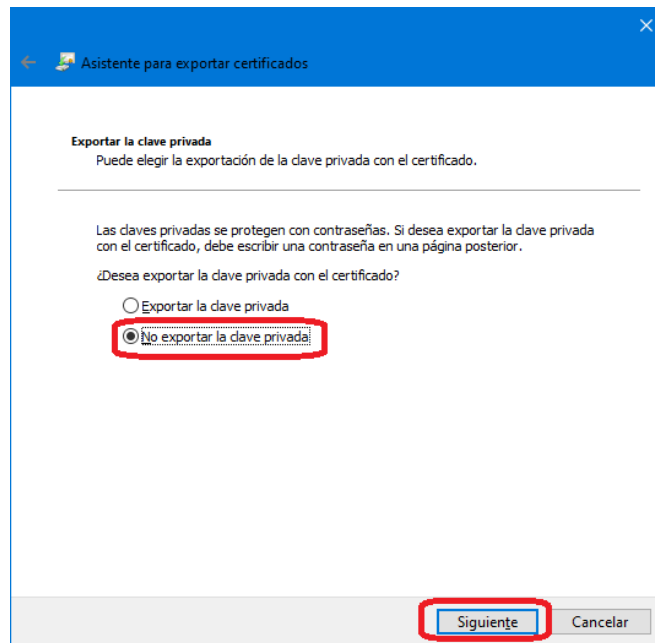 Asistente para exportar certificados
Exportar la clave privada
Puede elegir la exportación de la clave privada con el certificado.
Las claves privadas se protegen con contraseñas. Si desea exportar la clave privada
con el certificado, debe escribir una contraseña en una página posterior.
¿Desea exportar la clave privada con el certificado?
Exportar la clave privada
No exportar la clave privada
Siguiente
Cancelar